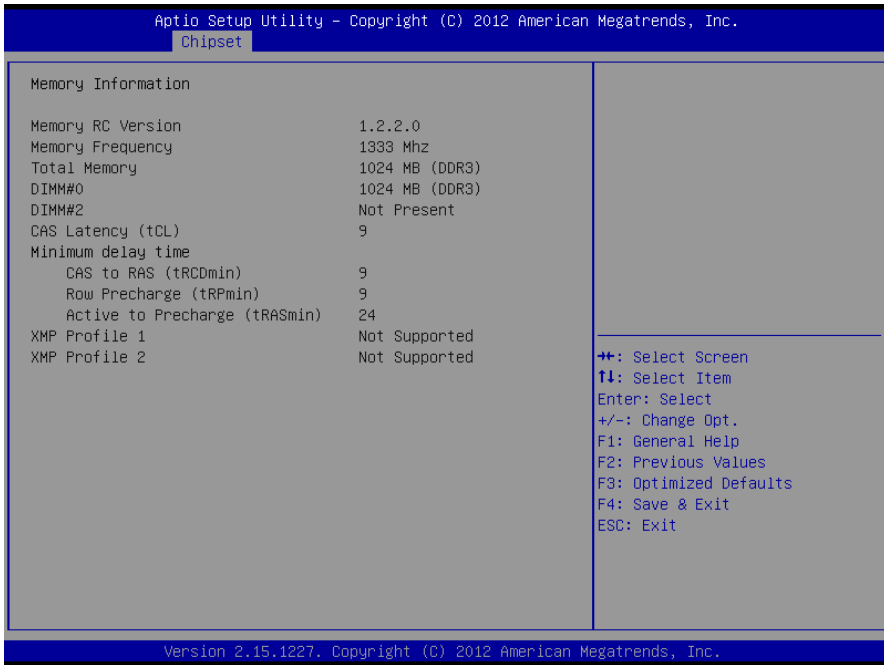 Aptio Setup Utility – Copyright (C) 2012 American Megatrends, Inc.
Chipset
Memory Information
Memory RC Version 1.2.2.0
Memory Frequency 1333 Mhz
Total Memory 1024 MB (DDR3)
DIMM#0 1024 MB (DDR3)
DIMM#2 Not Present
CAS Latency (tCL) 9
Minimum delay time
CAS to RAS (tRCDmin) 9
Row Precharge (tRPmin) 9
Active to Precharge (tRASmin) 24
XMP Profile 1 Not Supported
XMP Profile 2 Not Supported
→←: Select Screen
↑↓: Select Item
Enter: Select
+/-: Change Opt.
F1: General Help
F2: Previous Values
F3: Optimized Defaults
F4: Save & Exit
ESC: Exit
Version 2.15.1227. Copyright (C) 2012 American Megatrends, Inc.